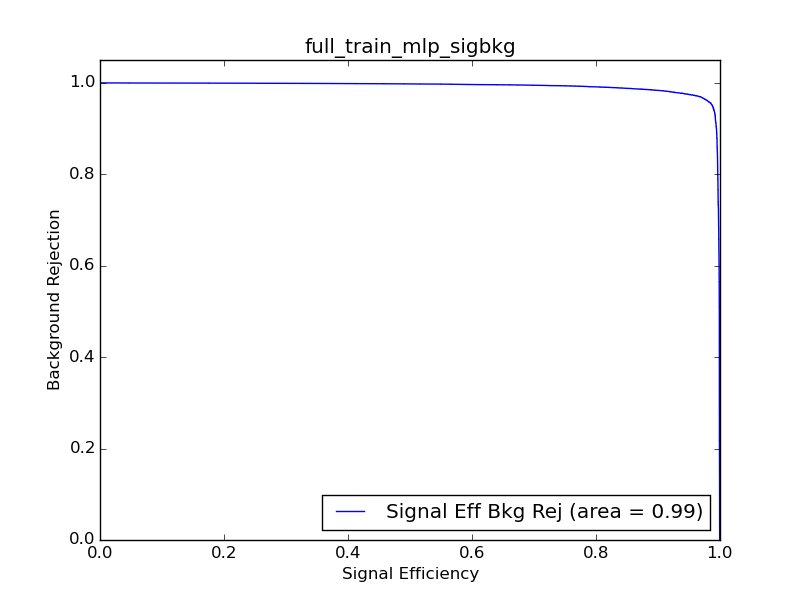 full_train_mlp_sigbkg
1.0
0.8
0.6
0.4
0.2
0.0
Background Rejection
Signal Eff Bkg Rej (area = 0.99)
0.0 0.2 0.4 0.6 0.8 1.0
Signal Efficiency